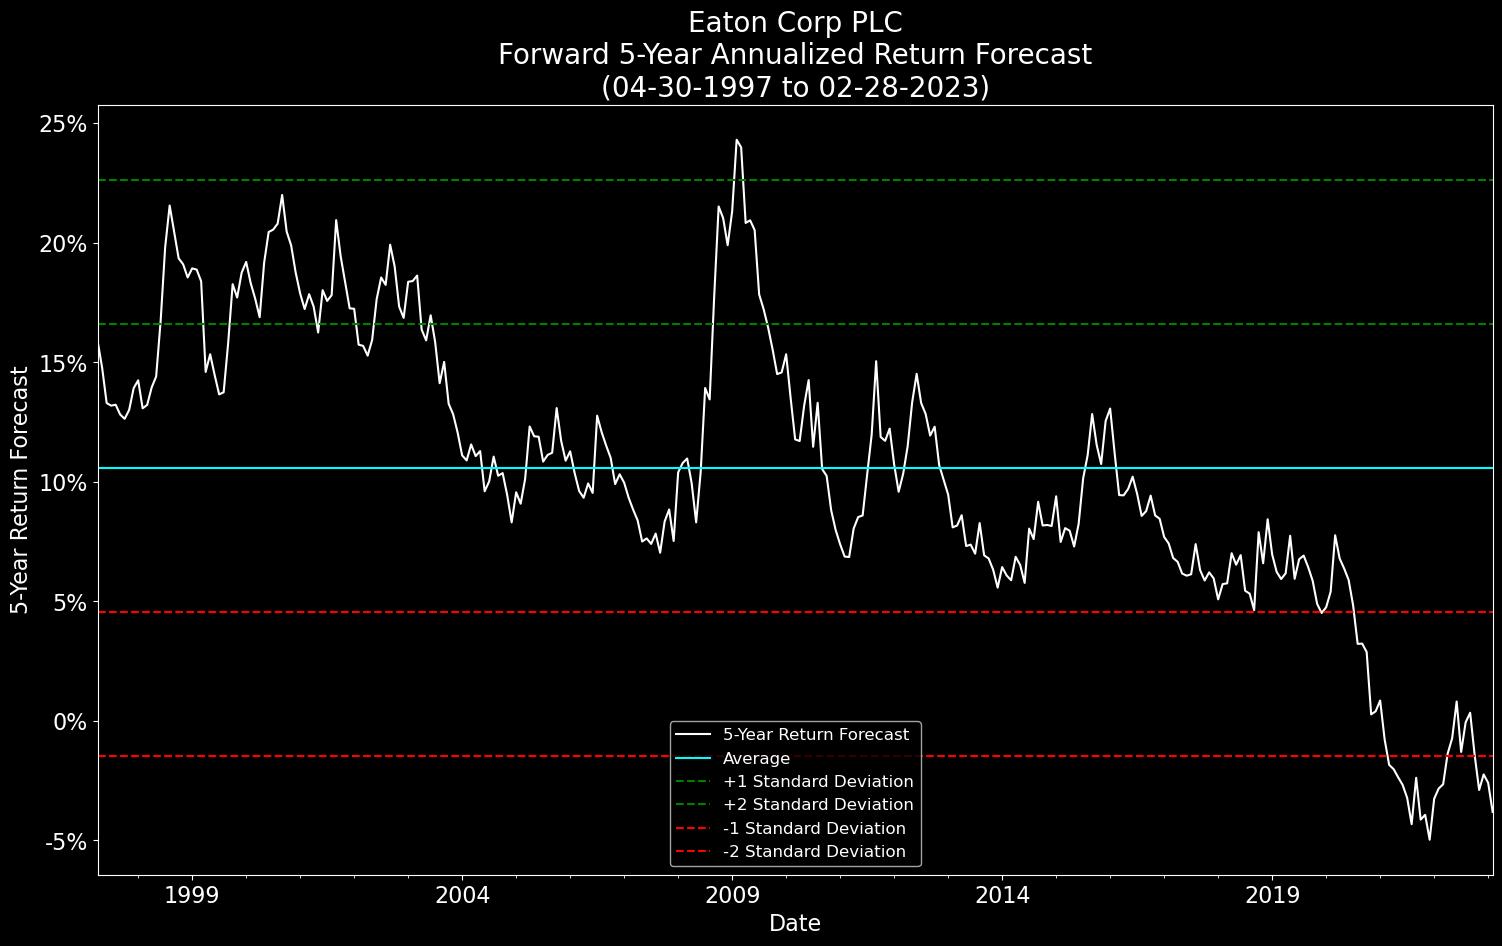 Eaton Corp PLC
Forward 5-Year Annualized Return Forecast
(04-30-1997 to 02-28-2023)
25%
20%
15%
10%
5%
0%
-5%
5-Year Return Forecast
5-Year Return Forecast
Average
+1 Standard Deviation
+2 Standard Deviation
-1 Standard Deviation
-2 Standard Deviation
1999
2004
2009
2014
2019
Date